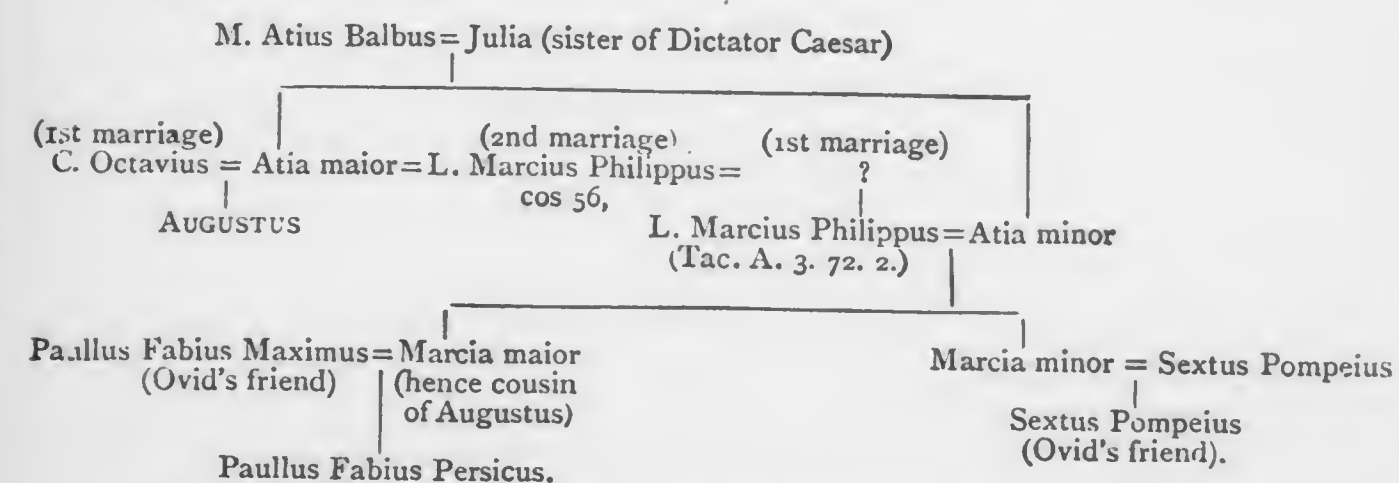 M. Atius Balbus = Julia (sister of Dictator Caesar)
(1st marriage) (2nd marriage) (1st marriage)
C. Octavius = Atia maior = L. Marcius Philippus = ?
cos 56,
AUGUSTUS
L. Marcius Philippus = Atia minor
(Tac. A. 3. 72. 2.)
Paullus Fabius Maximus = Marcia maior
(Ovid's friend) (hence cousin
of Augustus)
Marcia minor = Sextus Pompeius
Sextus Pompeius
(Ovid's friend).
Paullus Fabius Persicus.